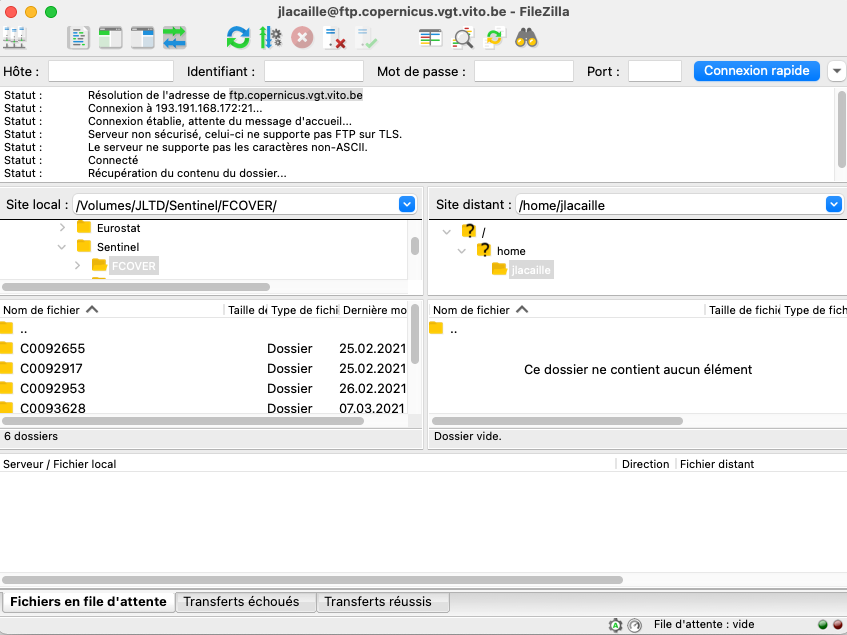 jlacaille@ftp.copernicus.vgt.vito.be - FileZilla
Hôte : Identifiant : Mot de passe : Port : Connexion rapide
Statut : Résolution de l'adresse de ftp.copernicus.vgt.vito.be
Statut : Connexion à 193.191.168.172:21...
Statut : Connexion établie, attente du message d'accueil...
Statut : Serveur non sécurisé, celui-ci ne supporte pas FTP sur TLS.
Statut : Le serveur ne supporte pas les caractères non-ASCII.
Statut : Connecté
Statut : Récupération du contenu du dossier...
Site local : /Volumes/JLTD/Sentinel/FCOVER/
Eurostat
Sentinel
FCOVER
Site distant : /home/jlacaille
? /
? home
jlacaille
Nom de fichier Taille de Type de fichi Dernière mo
..
C0092655 Dossier 25.02.2021
C0092917 Dossier 25.02.2021
C0092953 Dossier 26.02.2021
C0093628 Dossier 07.03.2021
6 dossiers
Nom de fichier Taille de fichie Type de fich
..
Ce dossier ne contient aucun élément
Dossier vide.
Serveur / Fichier local Direction Fichier distant
Fichiers en file d'attente Transferts échoués Transferts réussis
File d'attente : vide